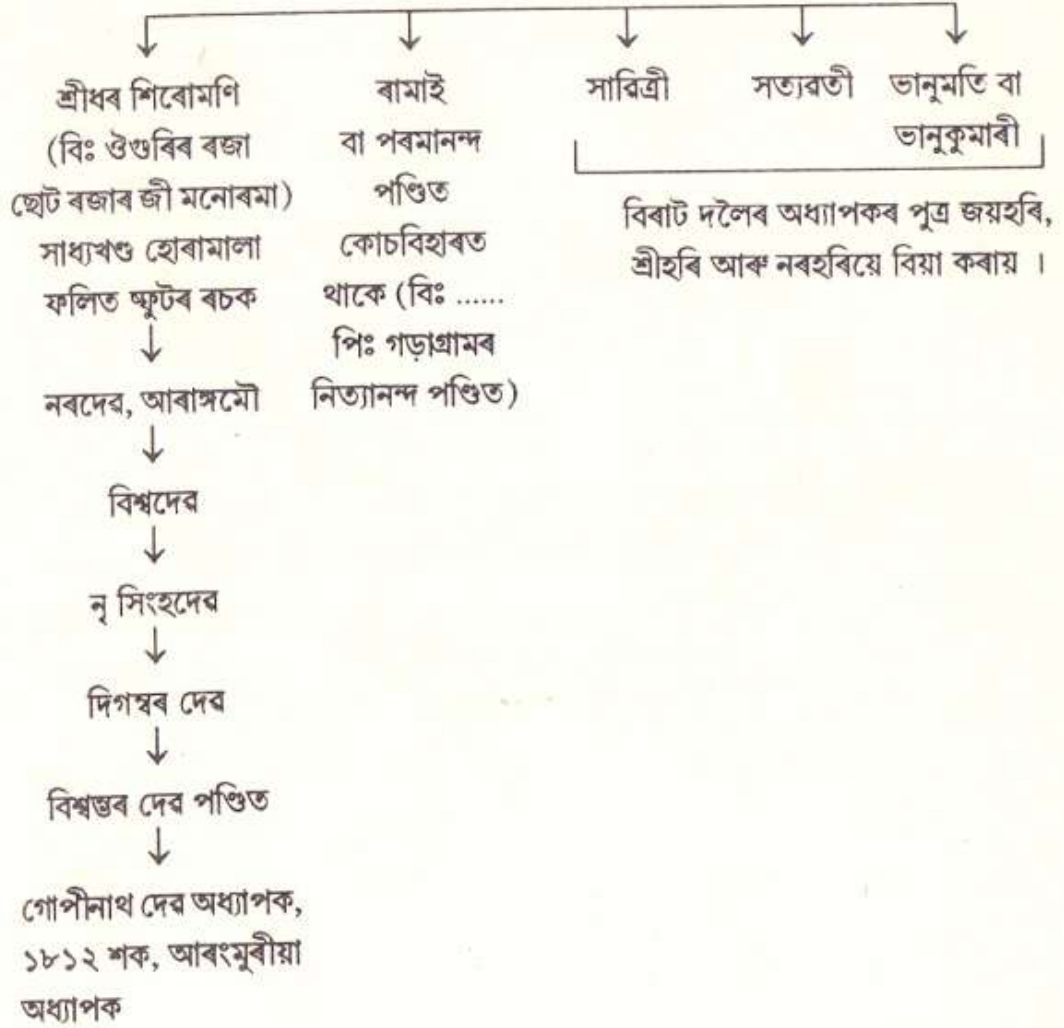 শ্ৰীধৰ শিৰোমণি
(বিঃ ঔগুৰিৰ ৰজা
ছোট ৰজাৰ জী মনোৰমা)
সাধ্যখণ্ড হোৰামালা
ফলিত স্ফুটৰ ৰচক
নৰদেৱ, আৰাঙ্গমৌ
বিশ্বদেৱ
নৃ সিংহদেৱ
দিগম্বৰ দেৱ
বিশ্বম্ভৰ দেৱ পণ্ডিত
গোপীনাথ দেৱ অধ্যাপক,
১৮১২ শক, আৰংমুৰীয়া
অধ্যাপক
ৰামাই
বা পৰমানন্দ
পণ্ডিত
কোচবিহাৰত
থাকে (বিঃ ......
পিঃ গড়াগ্ৰামৰ
নিত্যানন্দ পণ্ডিত)
সাৱিত্ৰী
সত্যৱতী
ভানুমতি বা
ভানুকুমাৰী
বিৰাট দলৈৰ অধ্যাপকৰ পুত্ৰ জয়হৰি,
শ্ৰীহৰি আৰু নৰহৰিয়ে বিয়া কৰায় ।